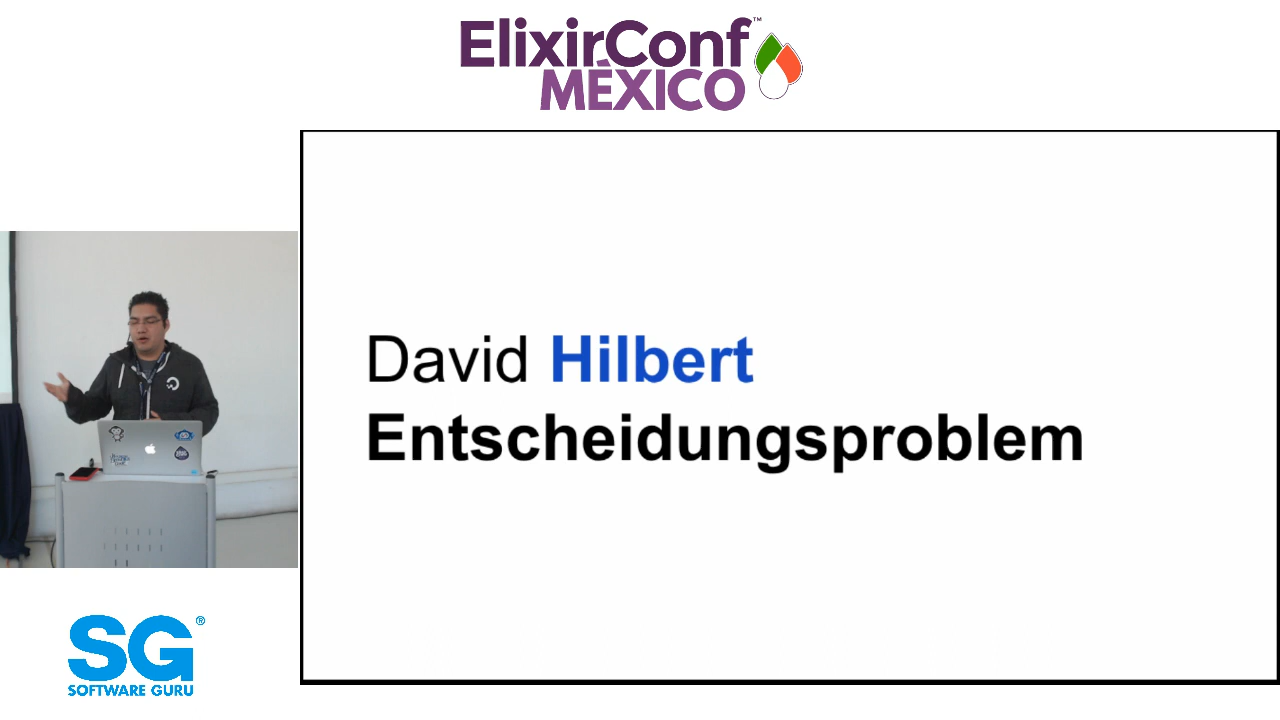 ElixirConf™
MÉXICO
David Hilbert
Entscheidungsproblem
SG®
SOFTWARE GURU